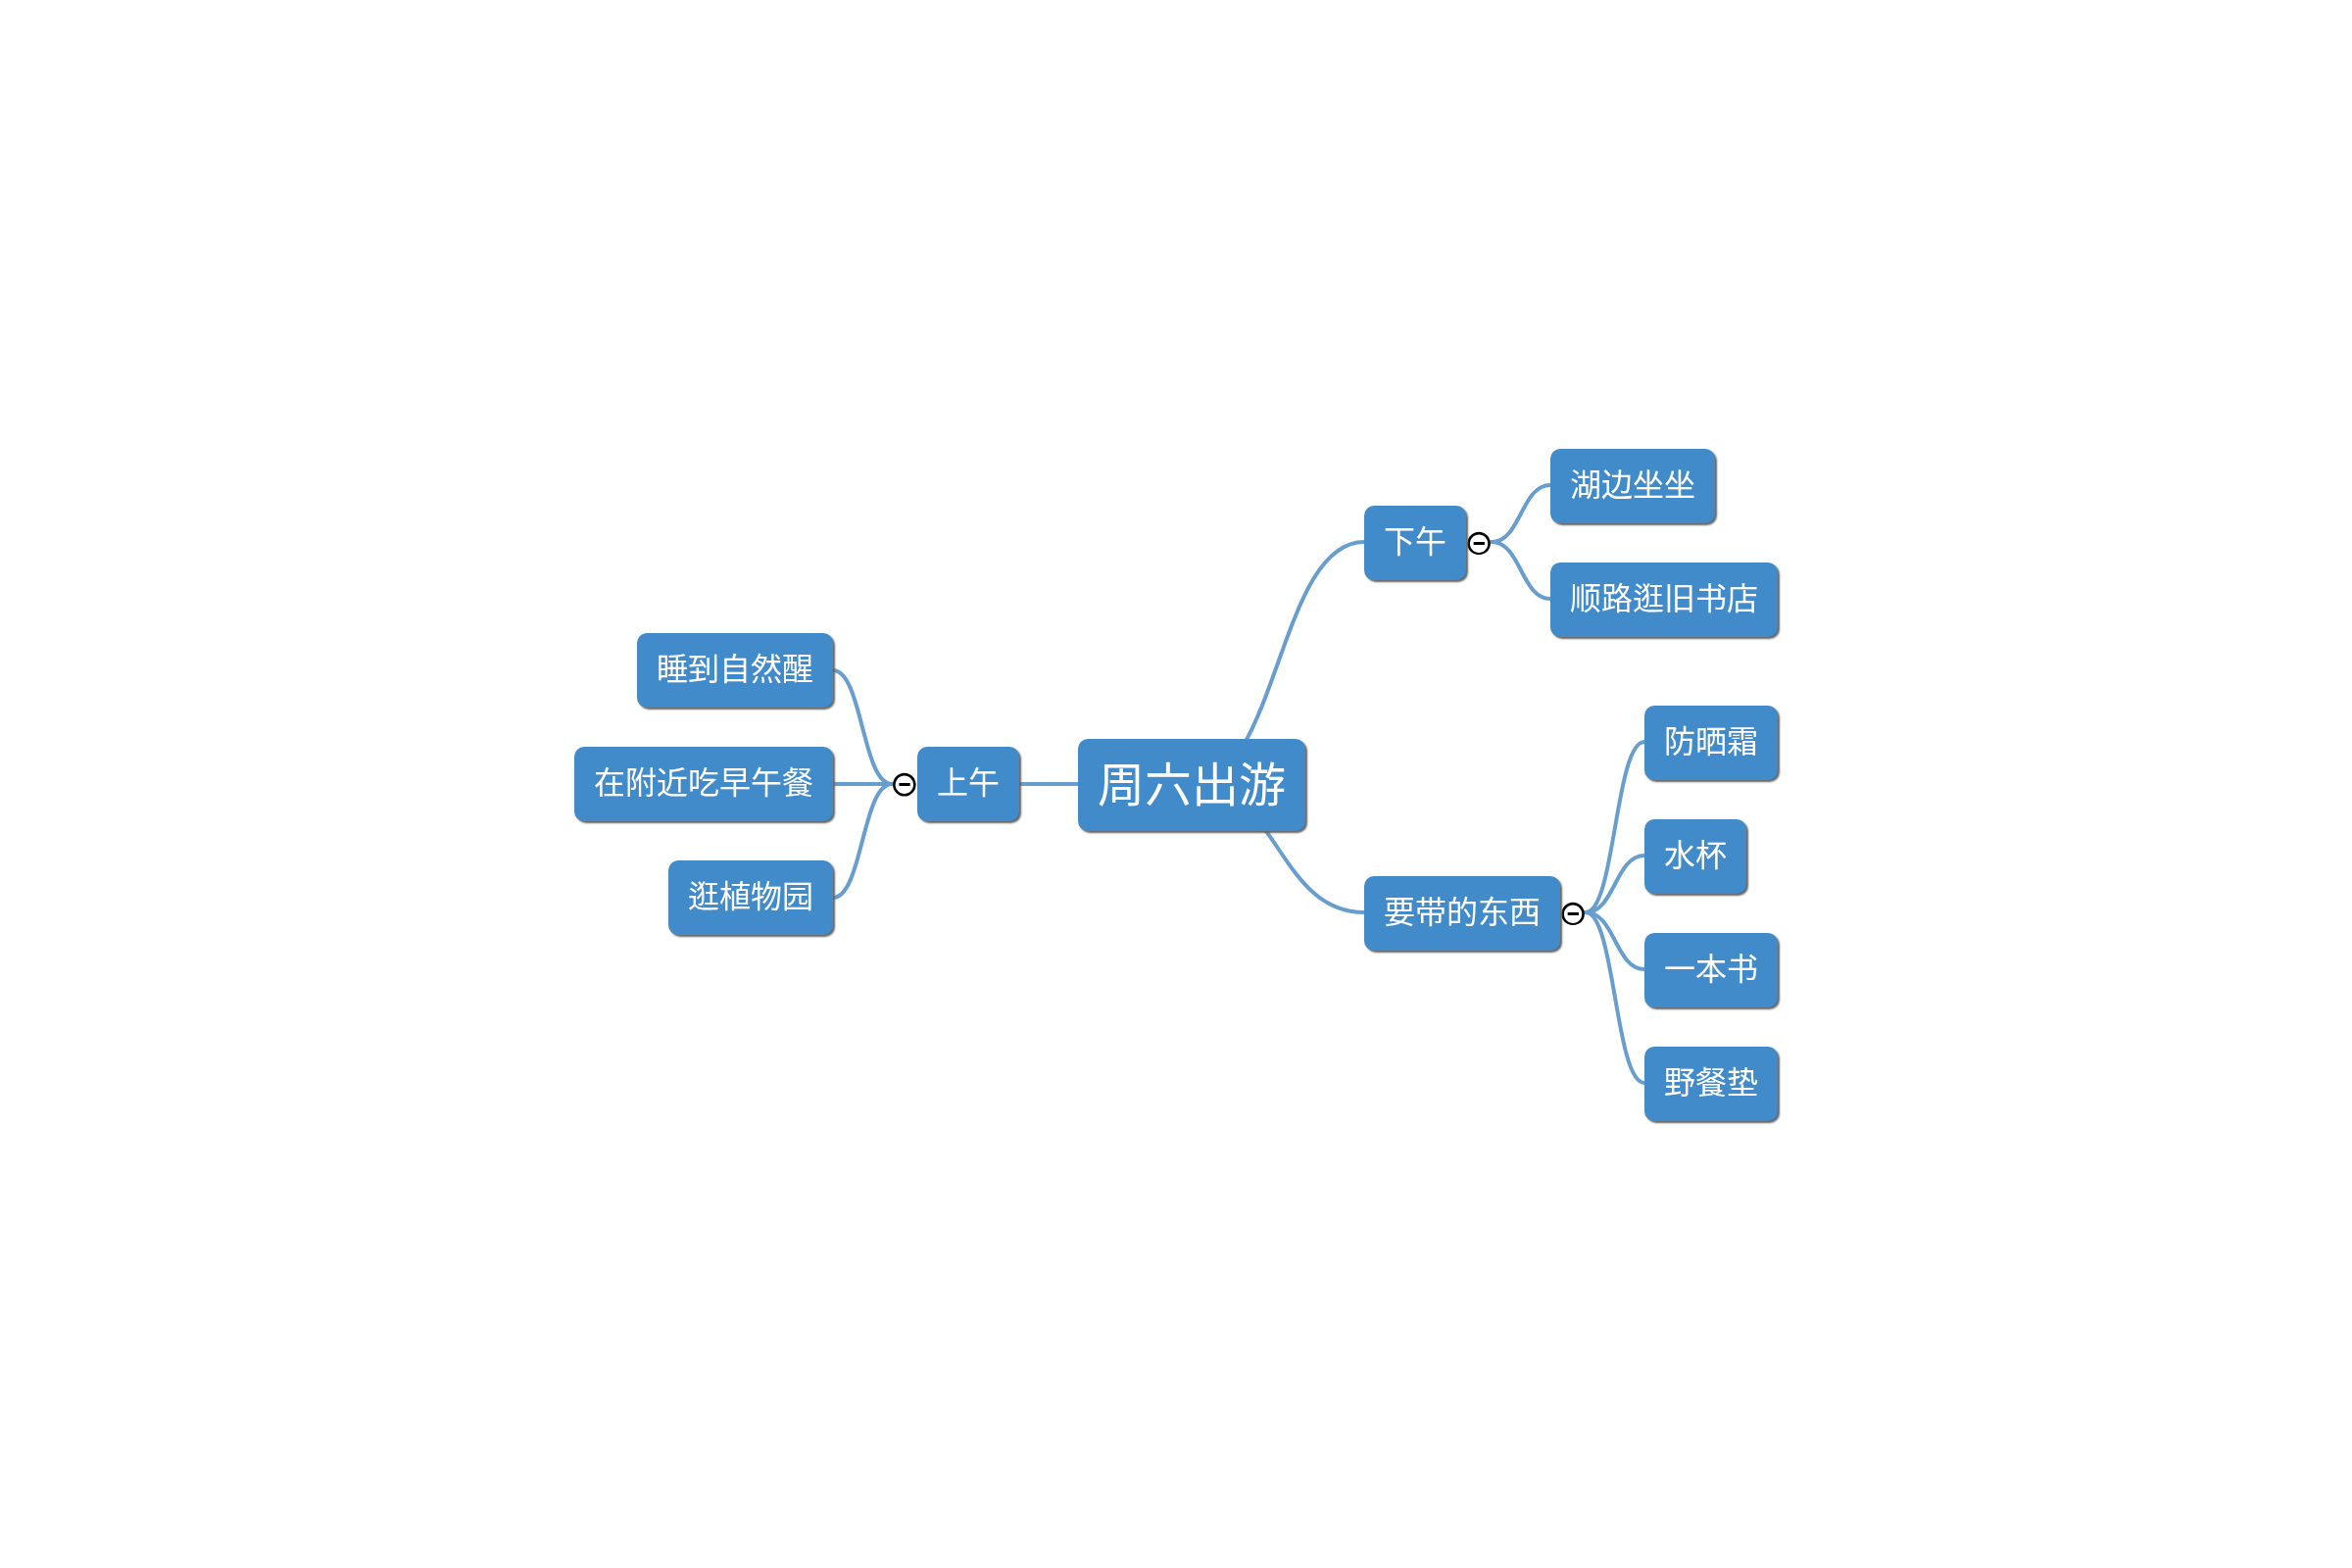 周六出游
上午
睡到自然醒
在附近吃早午餐
逛植物园
下午
湖边坐坐
顺路逛旧书店
要带的东西
防晒霜
水杯
一本书
野餐垫